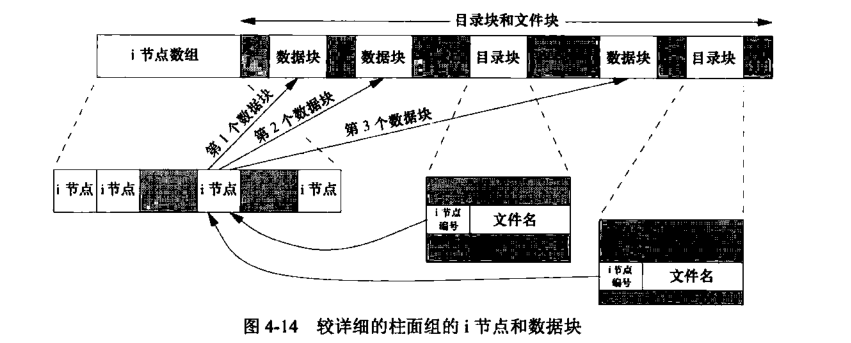 目录块和文件块
i 节点数组
数据块
数据块
目录块
数据块
目录块
第 1 个数据块
第 2 个数据块
第 3 个数据块
i 节点
i 节点
i 节点
i 节点
i 节点
编号
文件名
i 节点
编号
文件名
图 4-14 较详细的柱面组的 i 节点和数据块